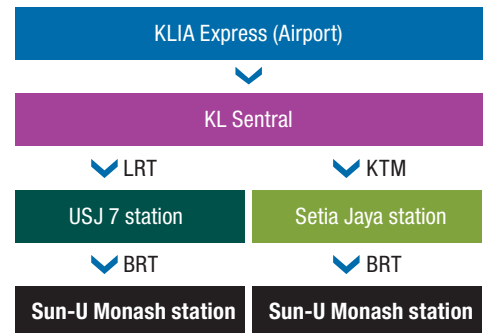 KLIA Express (Airport)
KL Sentral
LRT
KTM
USJ 7 station
Setia Jaya station
BRT
BRT
Sun-U Monash station
Sun-U Monash station